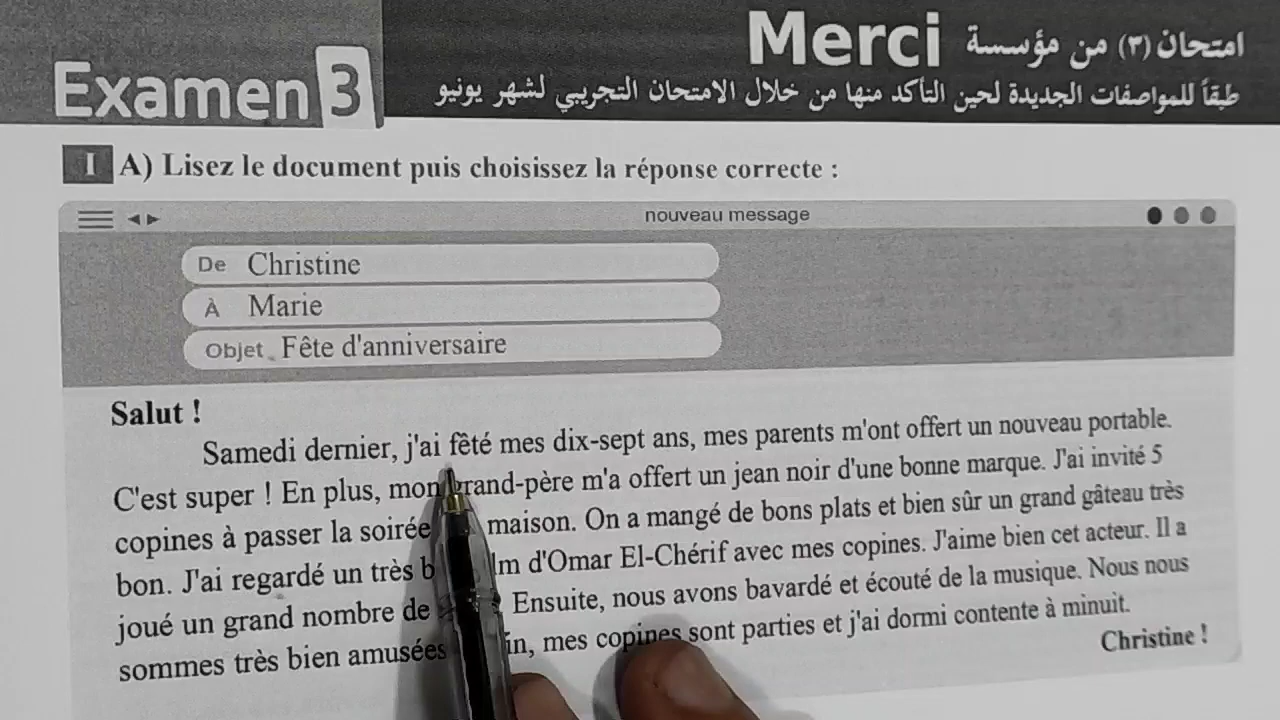 Examen 3
Merci امتحان (٣) من مؤسسة
طبقاً للمواصفات الجديدة لحين التأكد منها من خلال الامتحان التجريبي لشهر يونيو
I A) Lisez le document puis choisissez la réponse correcte :
nouveau message
De Christine
À Marie
Objet Fête d'anniversaire
Salut !
Samedi dernier, j'ai fêté mes dix-sept ans, mes parents m'ont offert un nouveau portable.
C'est super ! En plus, mon grand-père m'a offert un jean noir d'une bonne marque. J'ai invité 5
copines à passer la soirée maison. On a mangé de bons plats et bien sûr un grand gâteau très
bon. J'ai regardé un très d'Omar El-Chérif avec mes copines. J'aime bien cet acteur. Il a
joué un grand nombre de Ensuite, nous avons bavardé et écouté de la musique. Nous nous
sommes très bien amusées mes copines sont parties et j'ai dormi contente à minuit.
Christine !